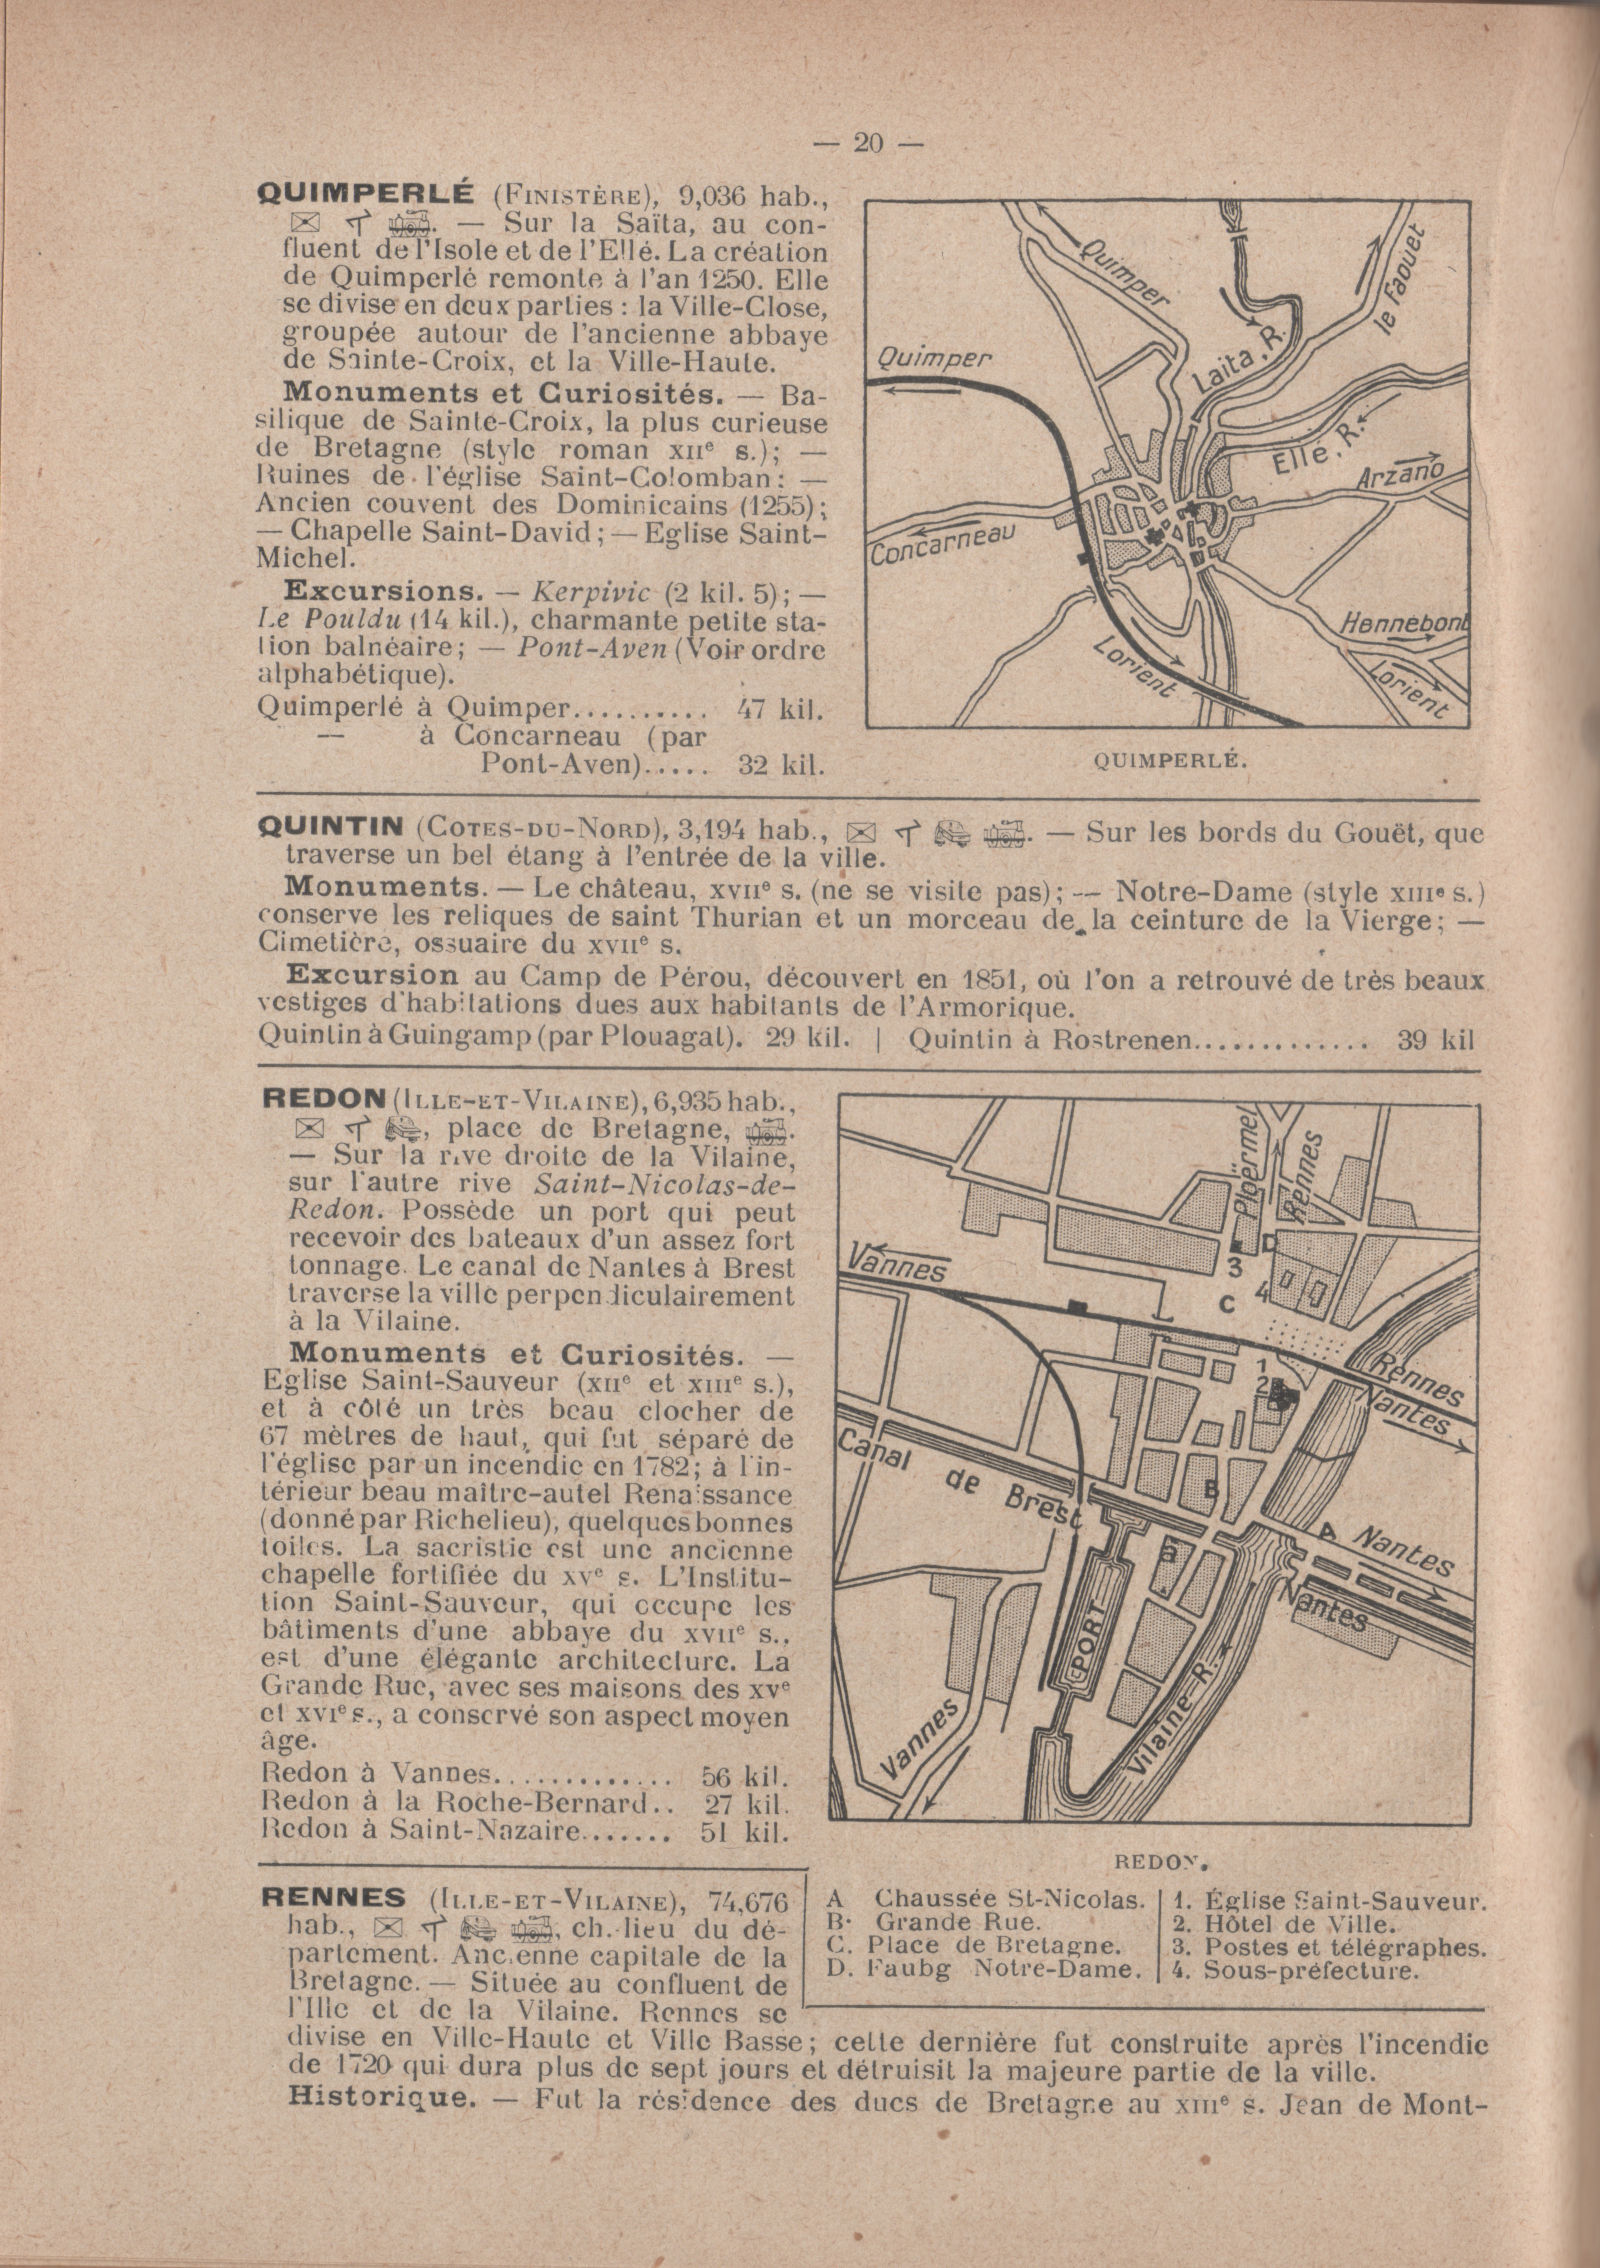 — 20 —
QUIMPERLÉ (FINISTÈRE), 9,036 hab.,
. — Sur la Saïta, au con-
fluent de l'Isole et de l'Ellé. La création
de Quimperlé remonte à l'an 1250. Elle
se divise en deux parties : la Ville-Close,
groupée autour de l'ancienne abbaye
de Sainte-Croix, et la Ville-Haute.
Monuments et Curiosités. — Ba-
silique de Sainte-Croix, la plus curieuse
de Bretagne (style roman XIIe s.); —
Ruines de l'église Saint-Colomban: —
Ancien couvent des Dominicains (1255);
— Chapelle Saint-David; — Eglise Saint-
Michel.
Excursions. — Kerpivic (2 kil. 5); —
Le Pouldu (14 kil.), charmante petite sta-
tion balnéaire; — Pont-Aven (Voir ordre
alphabétique).
Quimperlé à Quimper.......... 47 kil.
— à Concarneau (par
Pont-Aven)..... 32 kil.
Quimper
le Faouet
Laita, R.
Quimper
Ellé, R.
Arzano
Concarneau
Hennebont
Lorient
Lorient
QUIMPERLÉ.
QUINTIN (COTES-DU-NORD), 3,194 hab., . — Sur les bords du Gouët, que
traverse un bel étang à l'entrée de la ville.
Monuments. — Le château, XVIIe s. (ne se visite pas); — Notre-Dame (style XIIIe s.)
conserve les reliques de saint Thurian et un morceau de la ceinture de la Vierge; —
Cimetière, ossuaire du XVIIe s.
Excursion au Camp de Pérou, découvert en 1851, où l'on a retrouvé de très beaux
vestiges d'habitations dues aux habitants de l'Armorique.
Quintin à Guingamp (par Plouagat). 29 kil. | Quintin à Rostrenen............. 39 kil
REDON (ILLE-ET-VILAINE), 6,935 hab.,
, place de Bretagne, .
— Sur la rive droite de la Vilaine,
sur l'autre rive Saint-Nicolas-de-
Redon. Possède un port qui peut
recevoir des bateaux d'un assez fort
tonnage. Le canal de Nantes à Brest
traverse la ville perpendiculairement
à la Vilaine.
Monuments et Curiosités. —
Eglise Saint-Sauveur (XIIe et XIIIe s.),
et à côté un très beau clocher de
67 mètres de haut, qui fut séparé de
l'église par un incendie en 1782; à l'in-
térieur beau maître-autel Renaissance
(donné par Richelieu), quelques bonnes
toiles. La sacristie est une ancienne
chapelle fortifiée du XVe s. L'Institu-
tion Saint-Sauveur, qui occupe les
bâtiments d'une abbaye du XVIIe s.,
est d'une élégante architecture. La
Grande Rue, avec ses maisons des XVe
et XVIe s., a conservé son aspect moyen
âge.
Redon à Vannes............. 56 kil.
Redon à la Roche-Bernard.. 27 kil.
Redon à Saint-Nazaire....... 51 kil.
Ploërmel
Rennes
Vannes
D
3
4
C
Rennes
Nantes
1
2
Canal de Brest
B
A
Nantes
B
Nantes
PORT
Vilaine R.
Vannes
REDON.
A Chaussée St-Nicolas.
B. Grande Rue.
C. Place de Bretagne.
D. Faubg Notre-Dame.
1. Église Saint-Sauveur.
2. Hôtel de Ville.
3. Postes et télégraphes.
4. Sous-préfecture.
RENNES (ILLE-ET-VILAINE), 74,676
hab., , ch.-lieu du dé-
partement. Ancienne capitale de la
Bretagne. — Située au confluent de
l'Ille et de la Vilaine. Rennes se
divise en Ville-Haute et Ville Basse; cette dernière fut construite après l'incendie
de 1720 qui dura plus de sept jours et détruisit la majeure partie de la ville.
Historique. — Fut la résidence des ducs de Bretagne au XIIIe s. Jean de Mont-